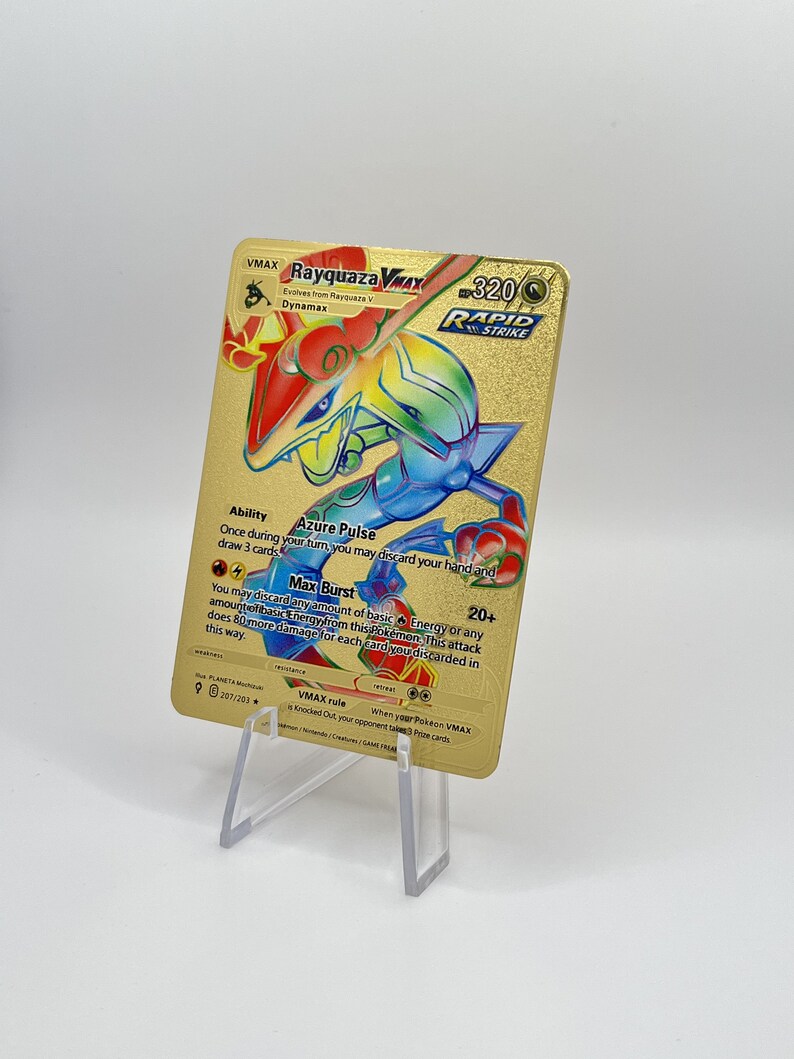 VMAX
Rayquaza VMAX
HP 320
Evolves from Rayquaza V
Dynamax
RAPID
STRIKE
Ability
Azure Pulse
Once during your turn, you may discard your hand and
draw 3 cards.
Max Burst
20+
You may discard any amount of basic Energy or any
amount of basic Energy from this Pokémon. This attack
does 80 more damage for each card you discarded in
this way.
weakness
resistance
retreat
Illus. PLANETA Mochizuki
E 207/203 ★
VMAX rule
When your Pokéon VMAX
is Knocked Out, your opponent takes 3 Prize cards.
Pokémon / Nintendo / Creatures / GAME FREAK